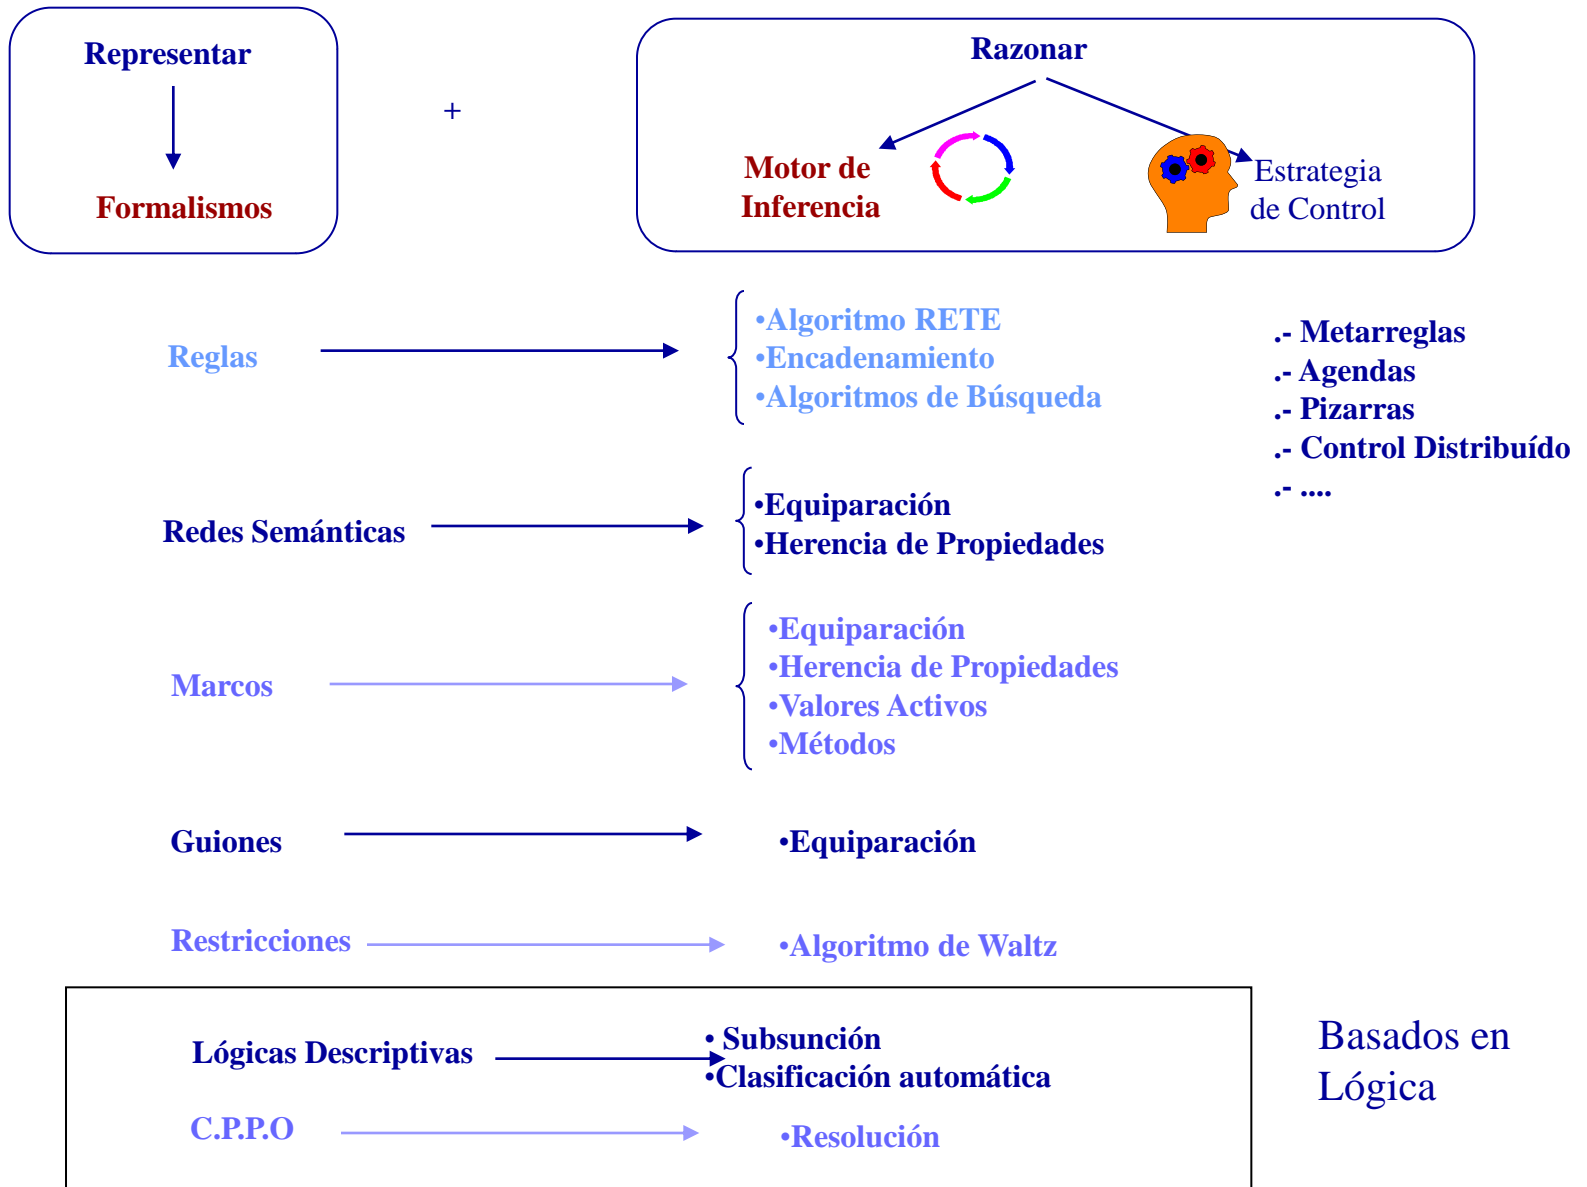 Representar
Formalismos
+
Razonar
Motor de
Inferencia
Estrategia
de Control
Reglas
•Algoritmo RETE
•Encadenamiento
•Algoritmos de Búsqueda
.- Metarreglas
.- Agendas
.- Pizarras
.- Control Distribuído
.- ....
Redes Semánticas
•Equiparación
•Herencia de Propiedades
Marcos
•Equiparación
•Herencia de Propiedades
•Valores Activos
•Métodos
Guiones
•Equiparación
Restricciones
•Algoritmo de Waltz
Lógicas Descriptivas
• Subsunción
•Clasificación automática
C.P.P.O
•Resolución
Basados en
Lógica